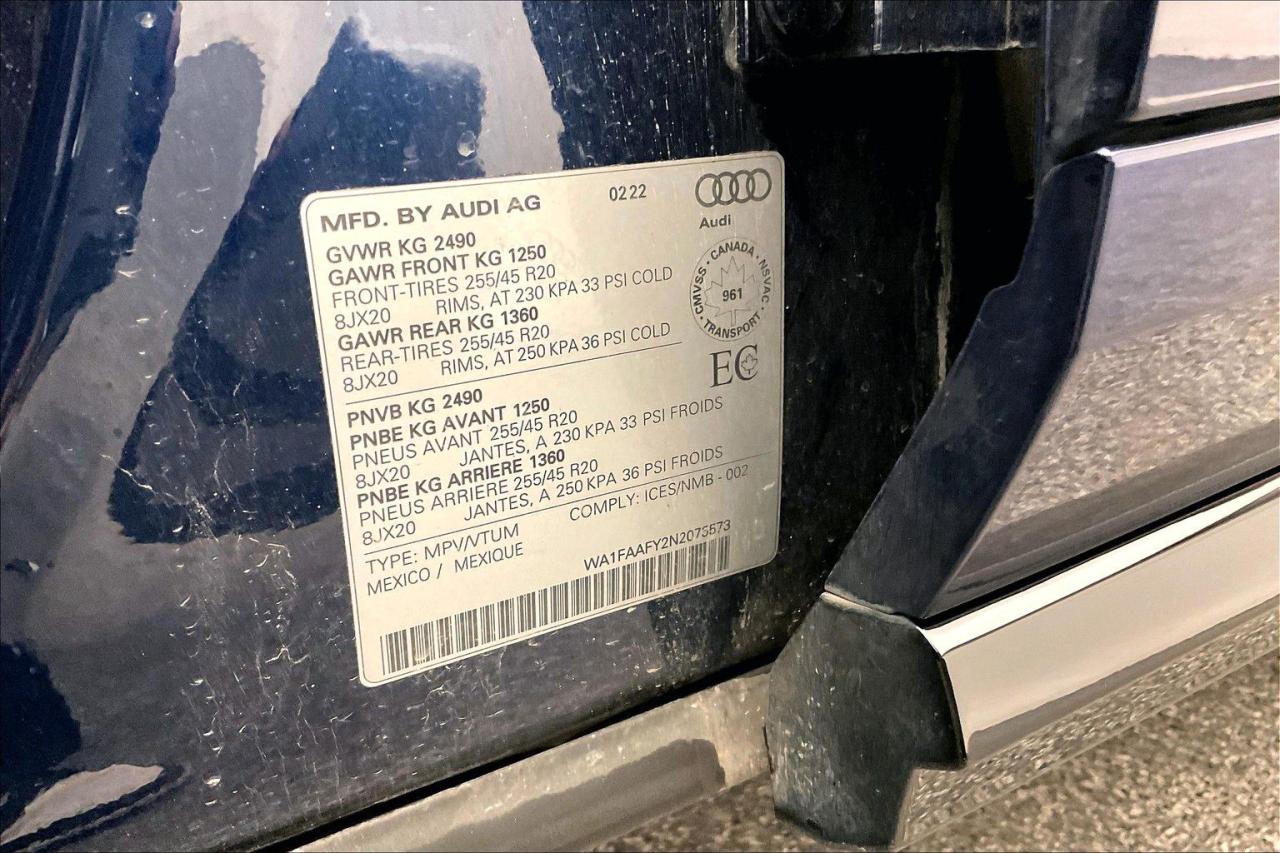 MFD. BY AUDI AG 02 22
Audi
GVWR KG 2490
GAWR FRONT KG 1250
FRONT-TIRES 255/45 R20
8JX20 RIMS, AT 230 KPA 33 PSI COLD
GAWR REAR KG 1360
REAR-TIRES 255/45 R20
8JX20 RIMS, AT 250 KPA 36 PSI COLD
CMVSS · CANADA · NSVAC · TRANSPORT ·
961
EC
PNVB KG 2490
PNBE KG AVANT 1250
PNEUS AVANT 255/45 R20
8JX20 JANTES, A 230 KPA 33 PSI FROIDS
PNBE KG ARRIERE 1360
PNEUS ARRIERE 255/45 R20
8JX20 JANTES, A 250 KPA 36 PSI FROIDS
TYPE: MPV/VTUM COMPLY: ICES/NMB - 002
MEXICO / MEXIQUE
WA1FAAFY2N2073573